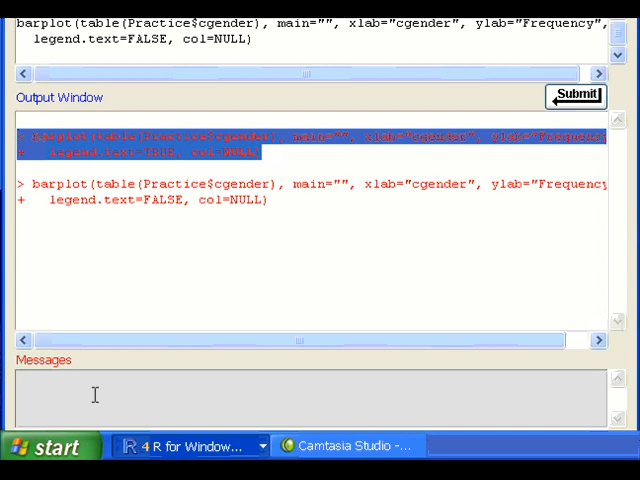 barplot(table(Practice$cgender), main="", xlab="cgender", ylab="Frequency",
legend.text=FALSE, col=NULL)
Output Window
Submit
> barplot(table(Practice$cgender), main="", xlab="cgender", ylab="Frequency
+ legend.text=TRUE, col=NULL)
> barplot(table(Practice$cgender), main="", xlab="cgender", ylab="Frequency
+ legend.text=FALSE, col=NULL)
Messages
start
4 R for Window...
Camtasia Studio -...